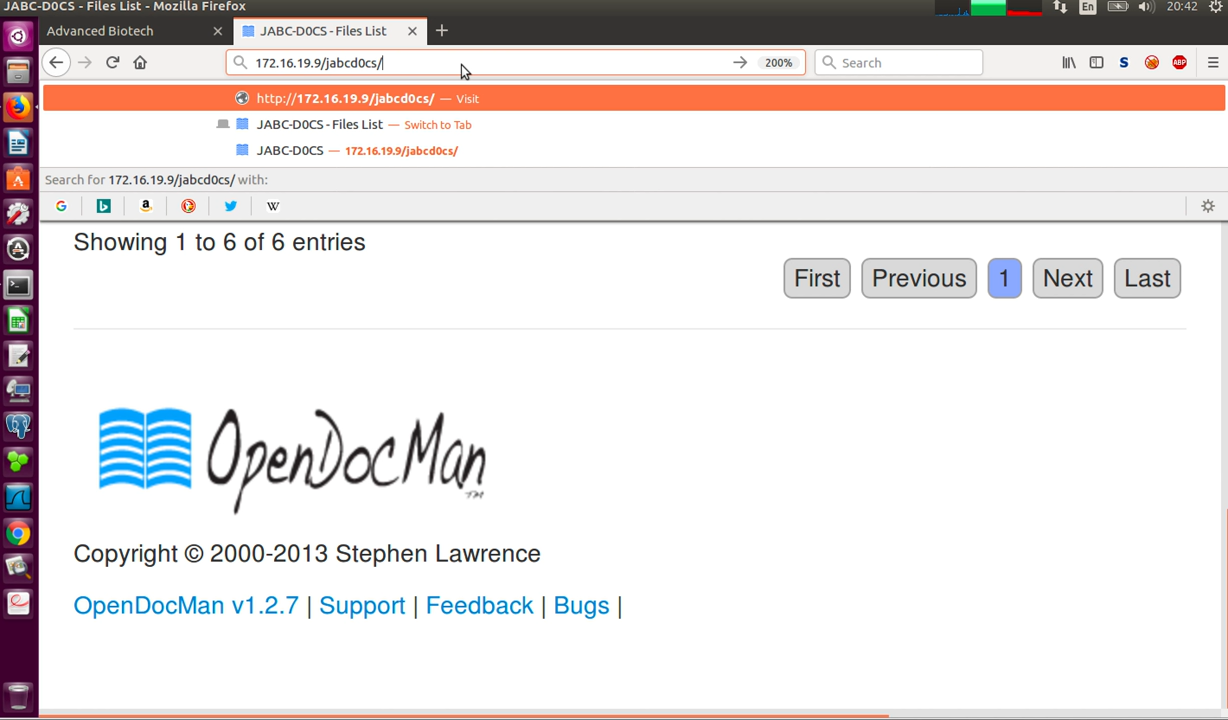 JABC-D0CS - Files List - Mozilla Firefox
En
20:42
Advanced Biotech
JABC-D0CS - Files List
172.16.19.9/jabcd0cs/
200%
Search
S
ABP
http://172.16.19.9/jabcd0cs/ — Visit
JABC-D0CS - Files List — Switch to Tab
JABC-D0CS — 172.16.19.9/jabcd0cs/
Search for 172.16.19.9/jabcd0cs/ with:
G
b
a
W
Showing 1 to 6 of 6 entries
First
Previous
1
Next
Last
OpenDocMan™
Copyright © 2000-2013 Stephen Lawrence
OpenDocMan v1.2.7 | Support | Feedback | Bugs |